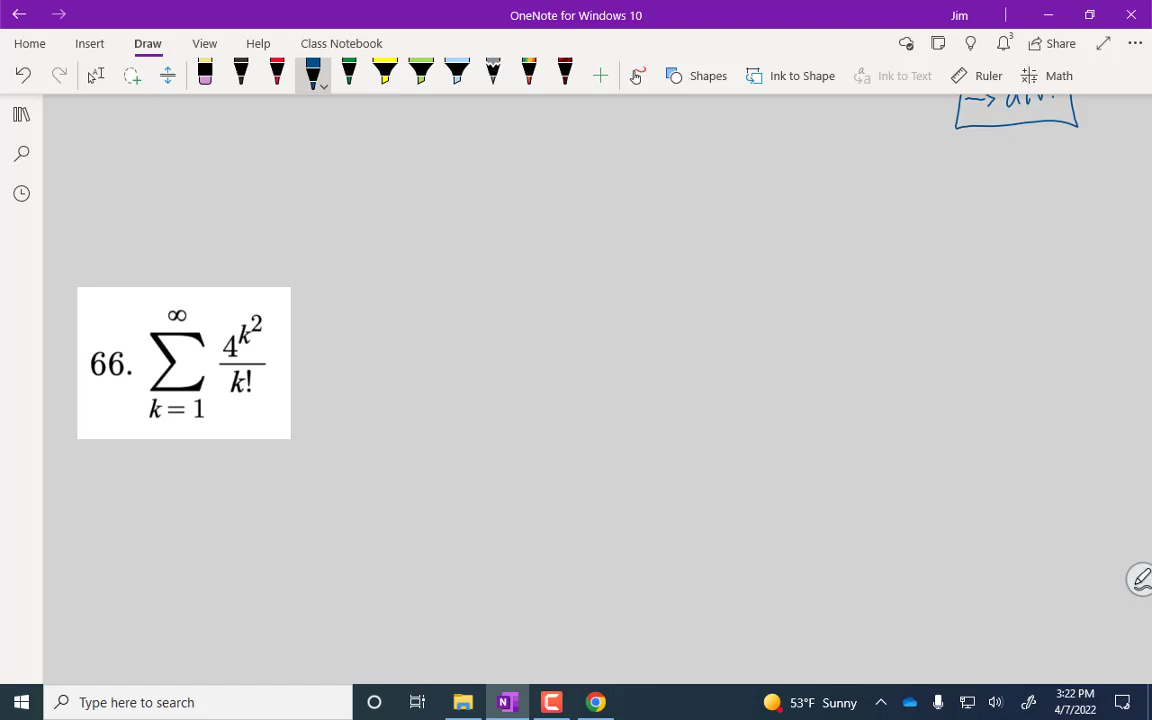 OneNote for Windows 10
Jim
Home Insert Draw View Help Class Notebook
Share
Shapes Ink to Shape Ink to Text Ruler Math
→ div.
66. ∑ k = 1 ∞ 4^{k^2} / k!
Type here to search
53°F Sunny
3:22 PM
4/7/2022